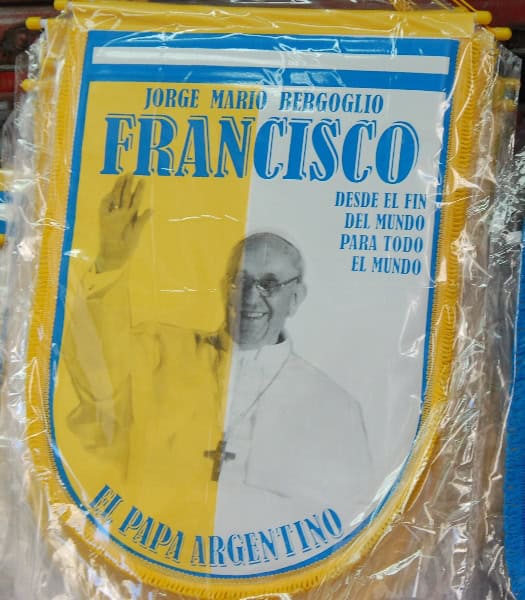 JORGE MARIO BERGOGLIO
FRANCISCO
DESDE EL FIN
DEL MUNDO
PARA TODO
EL MUNDO
EL PAPA ARGENTINO